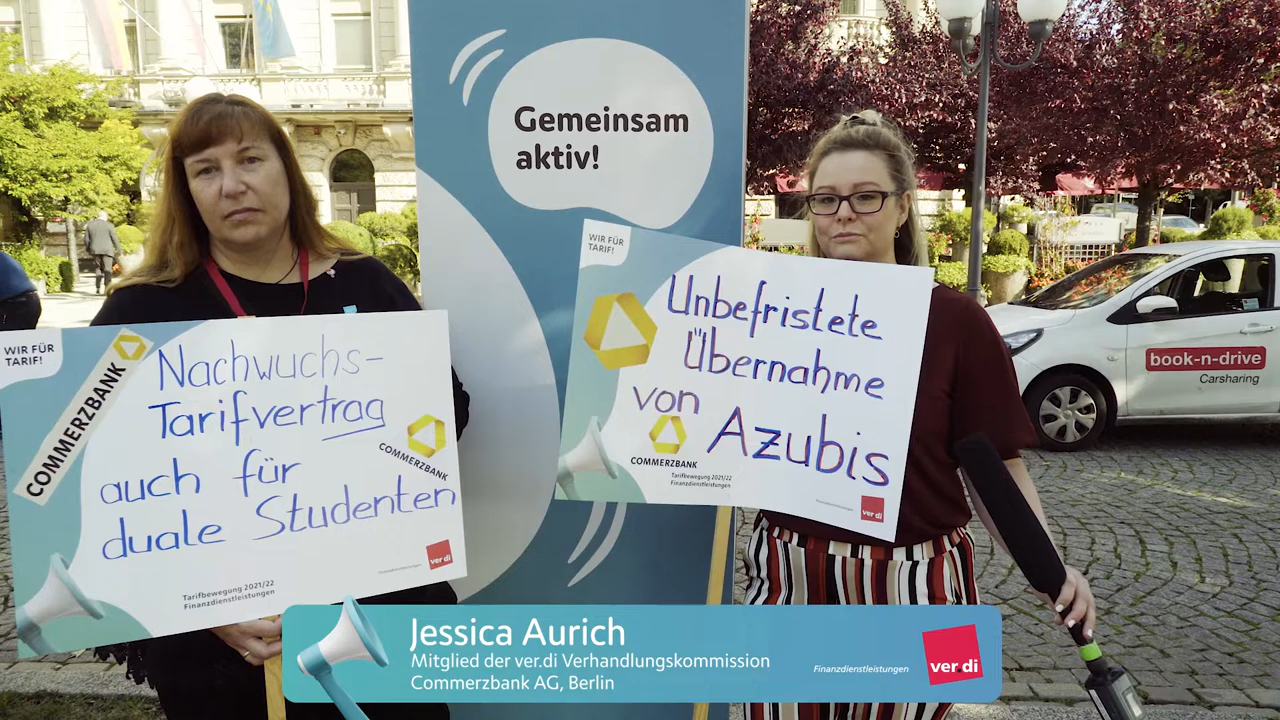 Gemeinsam
aktiv!
WIR FÜR
TARIF!
COMMERZBANK
Nachwuchs-
Tarifvertrag
auch für
duale Studenten
COMMERZBANK
ver.di
Tarifbewegung 2021/22
Finanzdienstleistungen
WIR FÜR
TARIF!
Unbefristete
Übernahme
von Azubis
COMMERZBANK
Tarifbewegung 2021/22
Finanzdienstleistungen
ver.di
book-n-drive
Carsharing
Jessica Aurich
Mitglied der ver.di Verhandlungskommission
Commerzbank AG, Berlin
Finanzdienstleistungen
ver.di